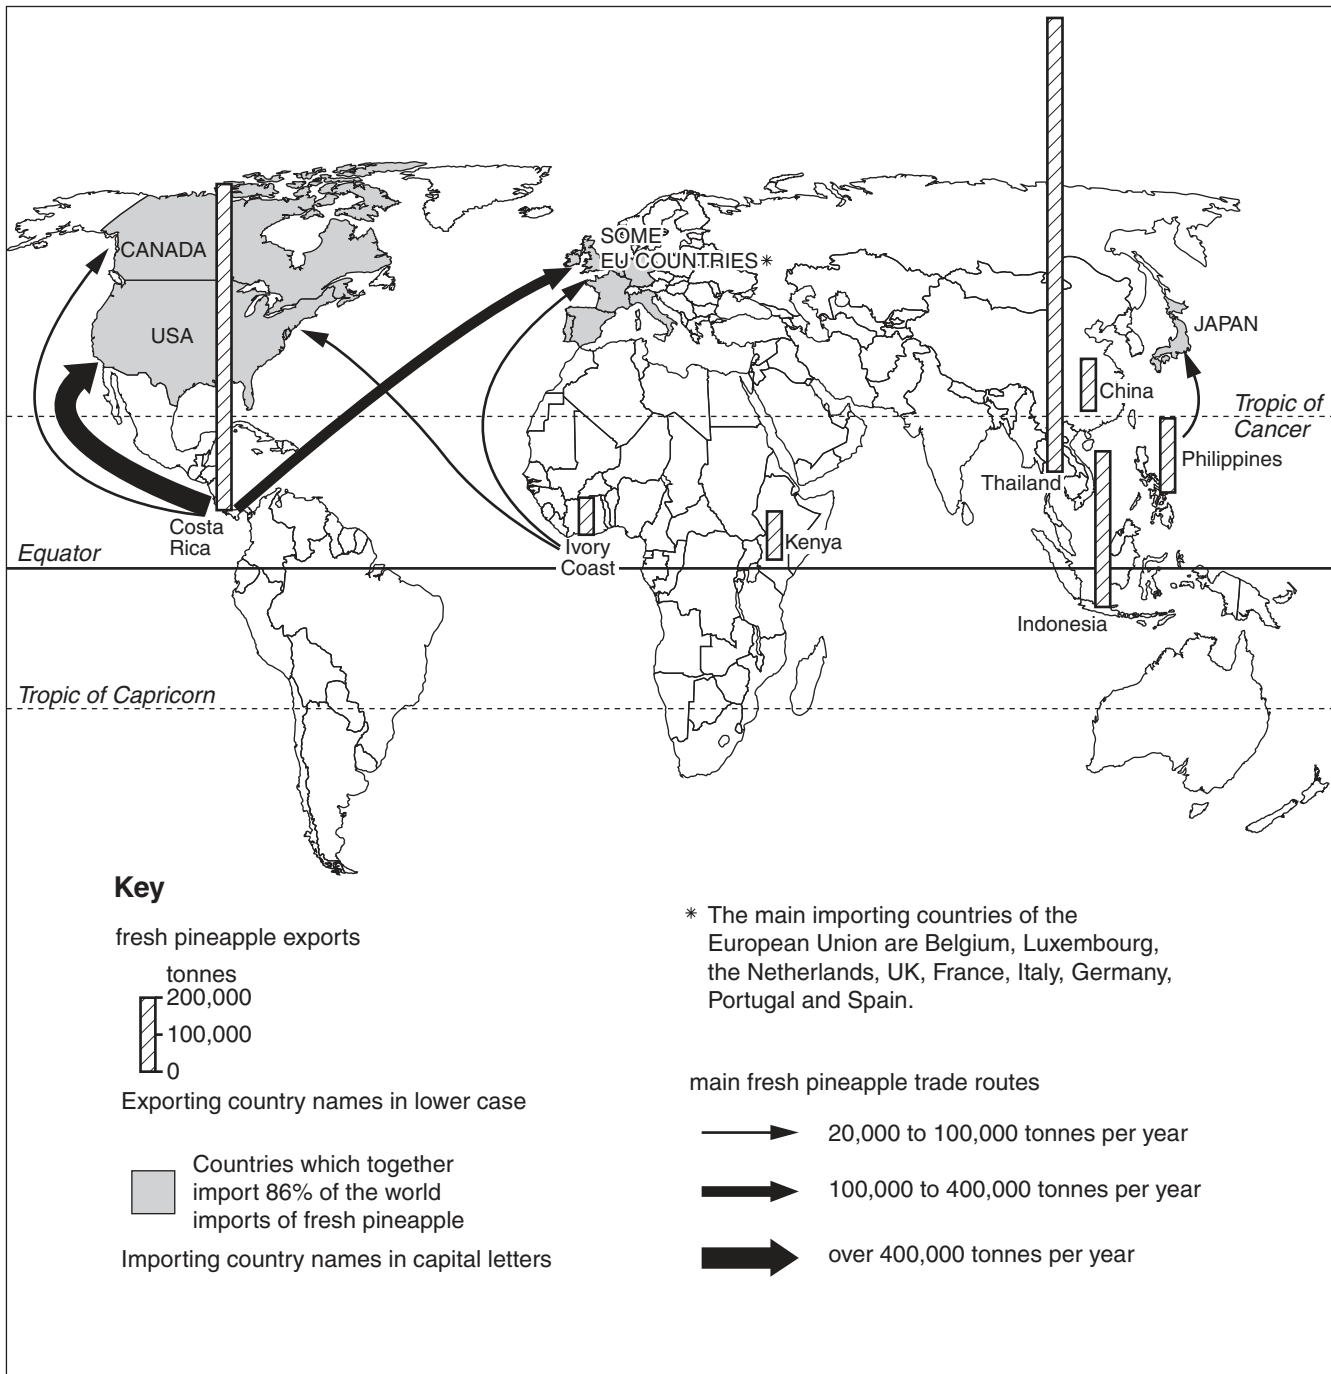 CANADA
SOME
EU COUNTRIES*
USA
JAPAN
China
Tropic of
Cancer
Philippines
Thailand
Costa
Rica
Ivory
Coast
Kenya
Equator
Indonesia
Tropic of Capricorn
Key
fresh pineapple exports
tonnes
200,000
100,000
0
Exporting country names in lower case
Countries which together
import 86% of the world
imports of fresh pineapple
Importing country names in capital letters
* The main importing countries of the
European Union are Belgium, Luxembourg,
the Netherlands, UK, France, Italy, Germany,
Portugal and Spain.
main fresh pineapple trade routes
20,000 to 100,000 tonnes per year
100,000 to 400,000 tonnes per year
over 400,000 tonnes per year